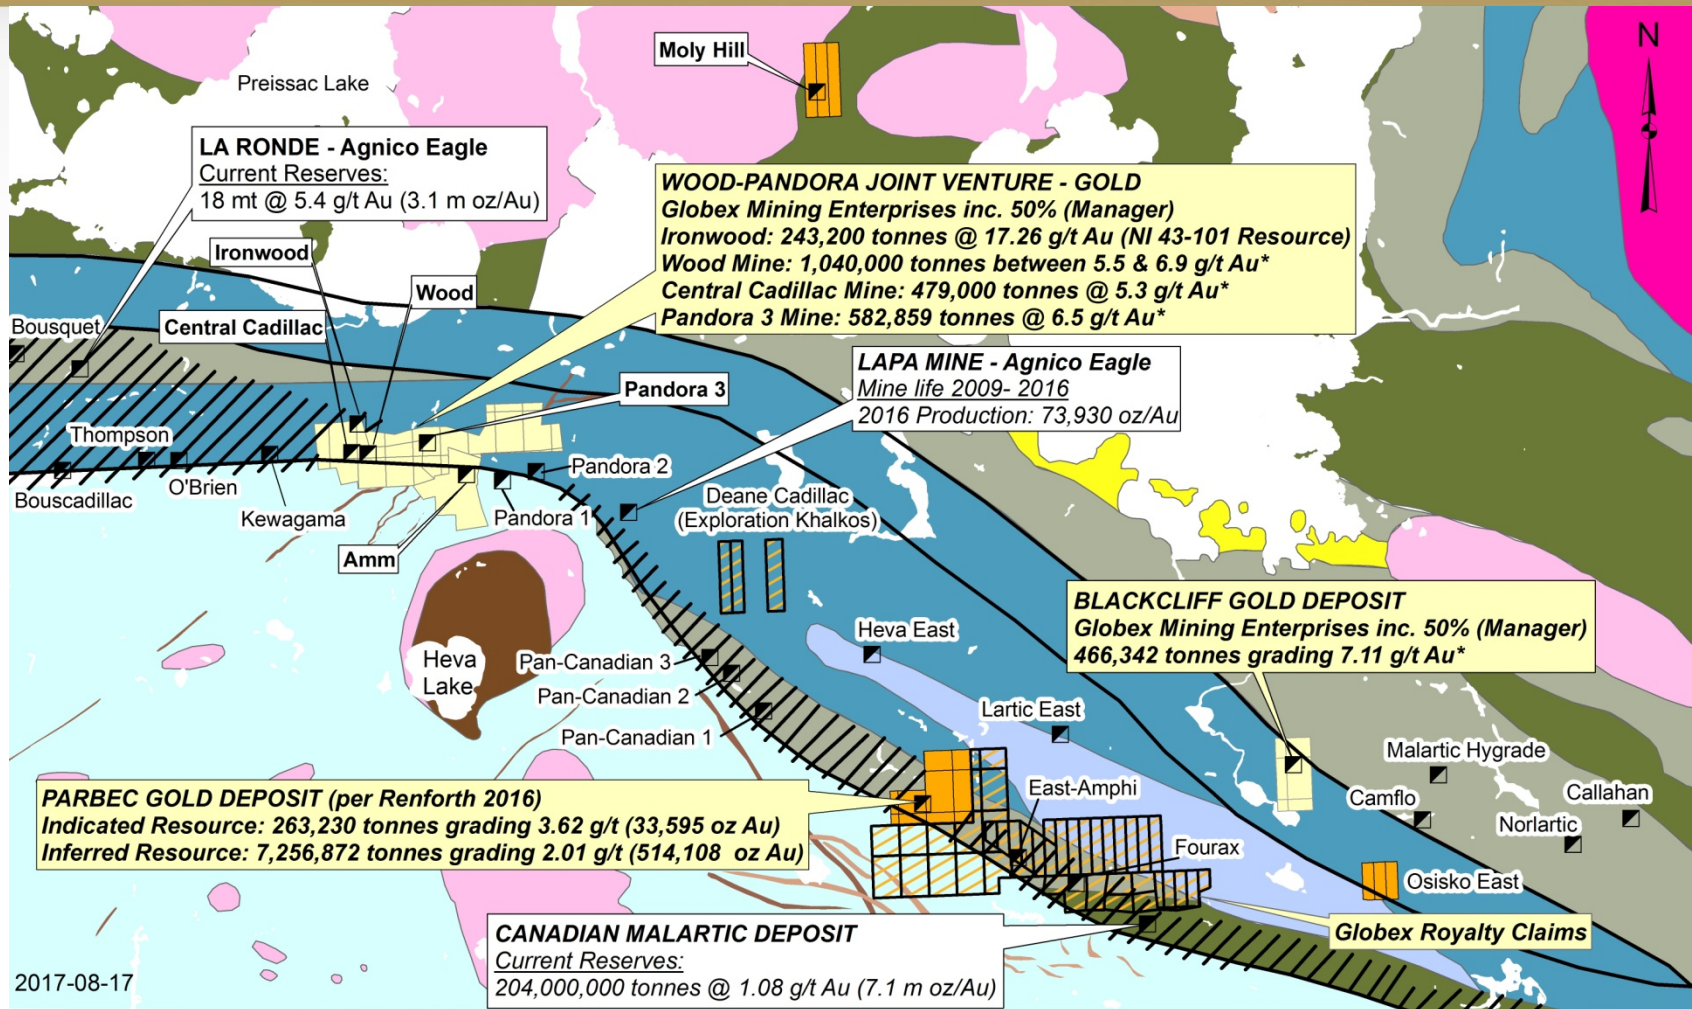 Moly Hill
N
Preissac Lake
LA RONDE - Agnico Eagle
Current Reserves:
18 mt @ 5.4 g/t Au (3.1 m oz/Au)
WOOD-PANDORA JOINT VENTURE - GOLD
Globex Mining Enterprises inc. 50% (Manager)
Ironwood: 243,200 tonnes @ 17.26 g/t Au (NI 43-101 Resource)
Wood Mine: 1,040,000 tonnes between 5.5 & 6.9 g/t Au*
Central Cadillac Mine: 479,000 tonnes @ 5.3 g/t Au*
Pandora 3 Mine: 582,859 tonnes @ 6.5 g/t Au*
Ironwood
Wood
Bousquet
Central Cadillac
LAPA MINE - Agnico Eagle
Mine life 2009- 2016
2016 Production: 73,930 oz/Au
Pandora 3
Thompson
Bouscadillac
O'Brien
Kewagama
Pandora 2
Pandora 1
Amm
Deane Cadillac
(Exploration Khalkos)
BLACKCLIFF GOLD DEPOSIT
Globex Mining Enterprises inc. 50% (Manager)
466,342 tonnes grading 7.11 g/t Au*
Heva East
Heva
Lake
Pan-Canadian 3
Pan-Canadian 2
Pan-Canadian 1
Lartic East
Malartic Hygrade
Callahan
Camflo
Norlartic
East-Amphi
PARBEC GOLD DEPOSIT (per Renforth 2016)
Indicated Resource: 263,230 tonnes grading 3.62 g/t (33,595 oz Au)
Inferred Resource: 7,256,872 tonnes grading 2.01 g/t (514,108 oz Au)
Fourax
Osisko East
Globex Royalty Claims
CANADIAN MALARTIC DEPOSIT
Current Reserves:
204,000,000 tonnes @ 1.08 g/t Au (7.1 m oz/Au)
2017-08-17